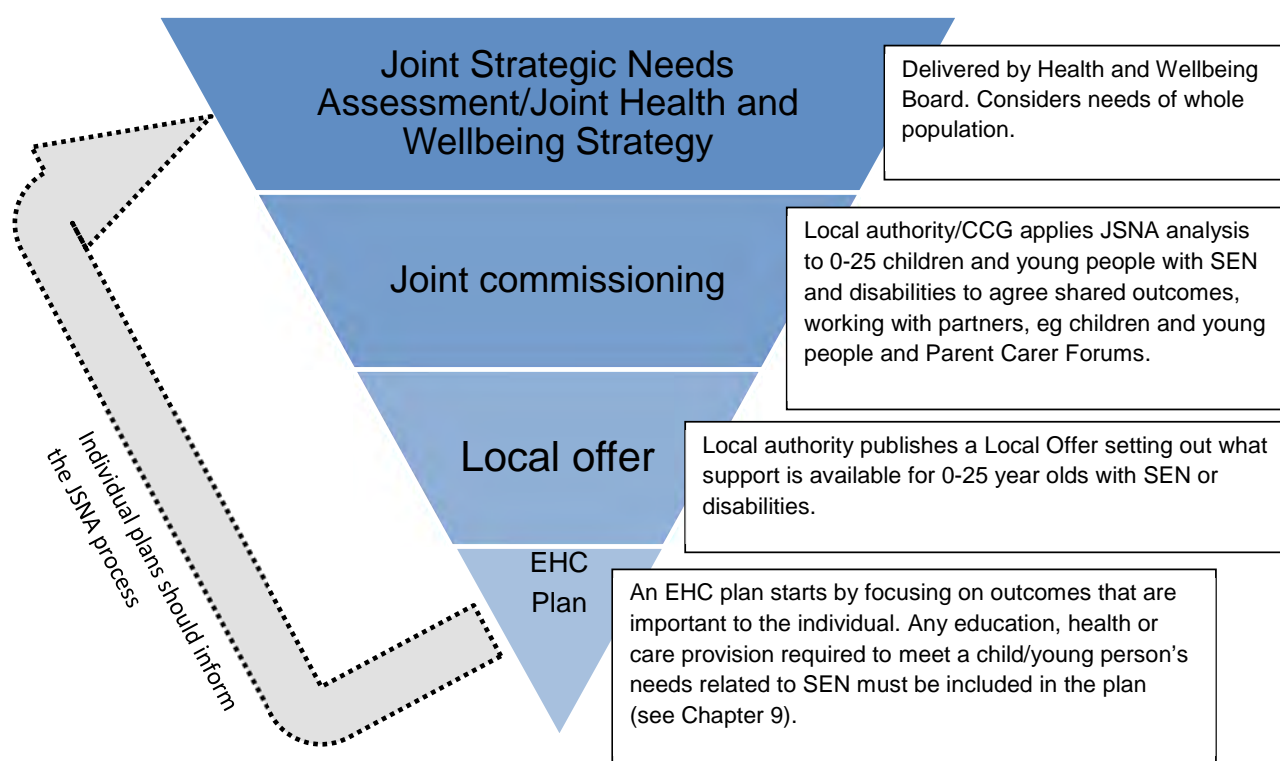 Joint Strategic Needs
Assessment/Joint Health and
Wellbeing Strategy
Delivered by Health and Wellbeing
Board. Considers needs of whole
population.
Joint commissioning
Local authority/CCG applies JSNA analysis
to 0-25 children and young people with SEN
and disabilities to agree shared outcomes,
working with partners, eg children and young
people and Parent Carer Forums.
Local offer
Local authority publishes a Local Offer setting out what
support is available for 0-25 year olds with SEN or
disabilities.
EHC
Plan
An EHC plan starts by focusing on outcomes that are
important to the individual. Any education, health or
care provision required to meet a child/young person’s
needs related to SEN must be included in the plan
(see Chapter 9).
Individual plans should inform
the JSNA process